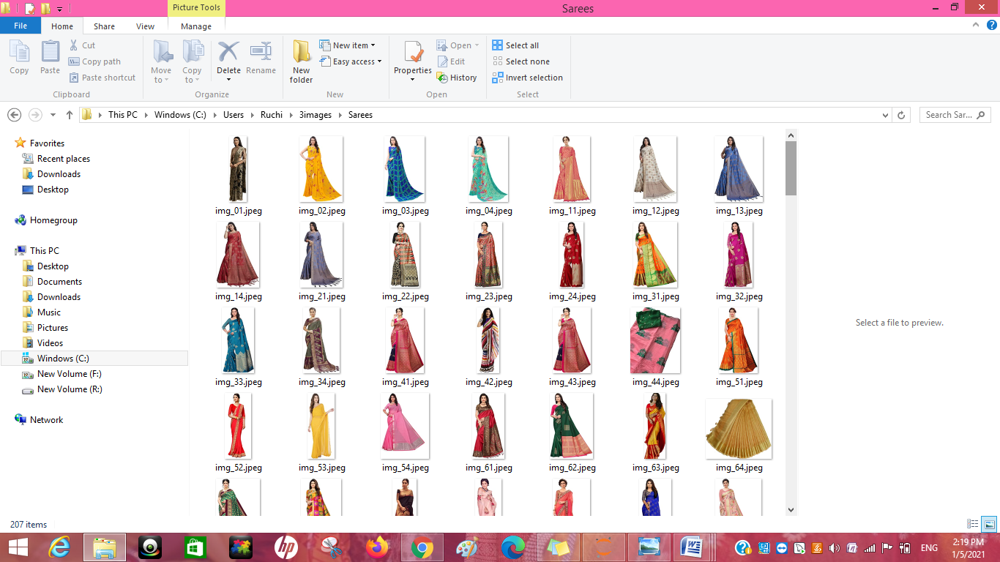 Picture Tools
Sarees
File
Home
Share
View
Manage
Copy
Paste
Cut
Copy path
Paste shortcut
Clipboard
Move to
Copy to
Delete
Rename
Organize
New folder
New item
Easy access
New
Properties
Open
Edit
History
Open
Select all
Select none
Invert selection
Select
This PC
Windows (C:)
Users
Ruchi
3images
Sarees
Search Sar...
Favorites
Recent places
Downloads
Desktop
Homegroup
This PC
Desktop
Documents
Downloads
Music
Pictures
Videos
Windows (C:)
New Volume (F:)
New Volume (R:)
Network
img_01.jpeg
img_02.jpeg
img_03.jpeg
img_04.jpeg
img_11.jpeg
img_12.jpeg
img_13.jpeg
img_14.jpeg
img_21.jpeg
img_22.jpeg
img_23.jpeg
img_24.jpeg
img_31.jpeg
img_32.jpeg
img_33.jpeg
img_34.jpeg
img_41.jpeg
img_42.jpeg
img_43.jpeg
img_44.jpeg
img_51.jpeg
img_52.jpeg
img_53.jpeg
img_54.jpeg
img_61.jpeg
img_62.jpeg
img_63.jpeg
img_64.jpeg
Select a file to preview.
207 items
hp
ENG
2:19 PM
1/5/2021